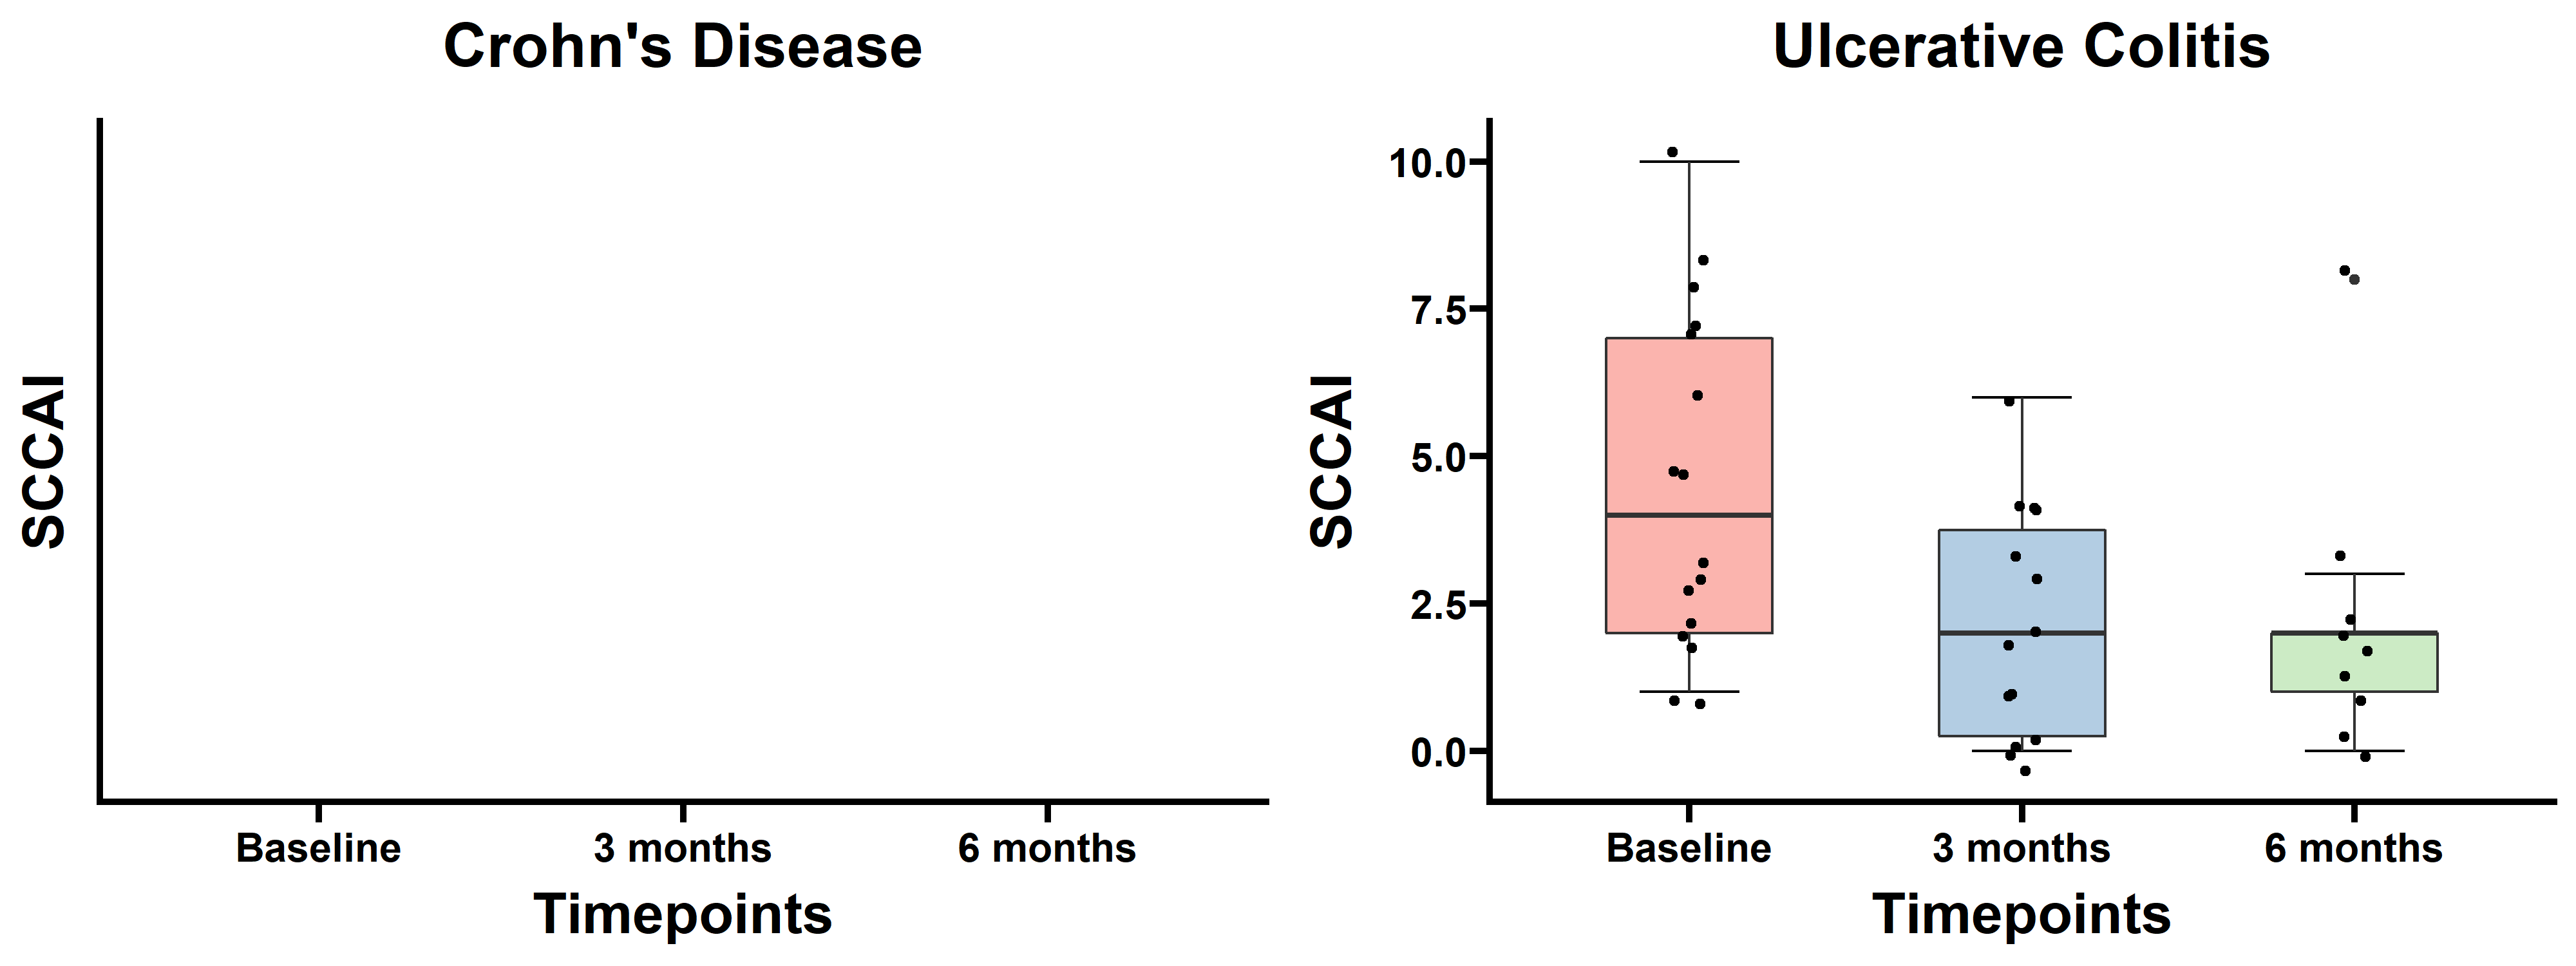 Crohn's Disease
SCCAI
Baseline
3 months
6 months
Timepoints
Ulcerative Colitis
SCCAI
10.0
7.5
5.0
2.5
0.0
Baseline
3 months
6 months
Timepoints